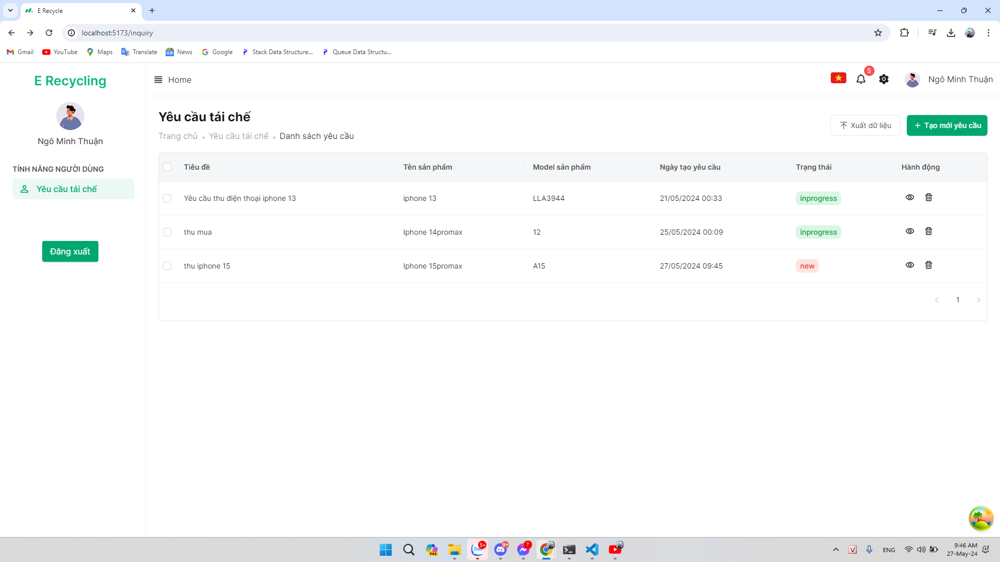 E Recycle
localhost:5173/inquiry
Gmail YouTube Maps Translate News Google Stack Data Structure... Queue Data Structu...
E Recycling
Home
5
Ngô Minh Thuận
Ngô Minh Thuận
TÍNH NĂNG NGƯỜI DÙNG
Yêu cầu tái chế
Đăng xuất
Yêu cầu tái chế
Trang chủ Yêu cầu tái chế Danh sách yêu cầu
Xuất dữ liệu
+ Tạo mới yêu cầu
Tiêu đề Tên sản phẩm Model sản phẩm Ngày tạo yêu cầu Trạng thái Hành động
Yêu cầu thu điện thoại iphone 13 iphone 13 LLA3944 21/05/2024 00:33 inprogress
thu mua Iphone 14promax 12 25/05/2024 00:09 inprogress
thu iphone 15 Iphone 15promax A15 27/05/2024 09:45 new
< 1 >
PRE
Zalo
5+
9+
7
V
ENG
9:46 AM
27-May-24